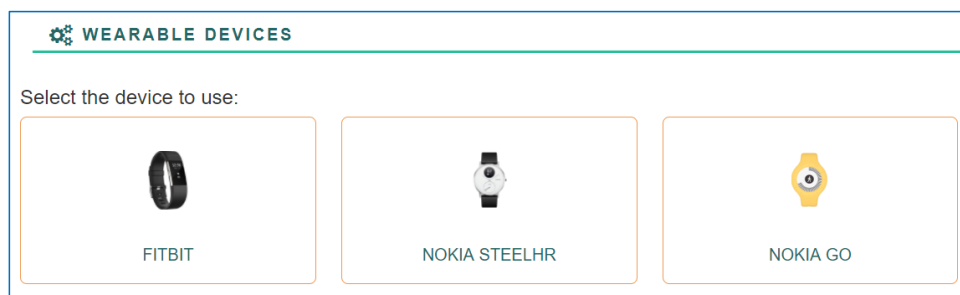 WEARABLE DEVICES
Select the device to use:
FITBIT
NOKIA STEELHR
NOKIA GO